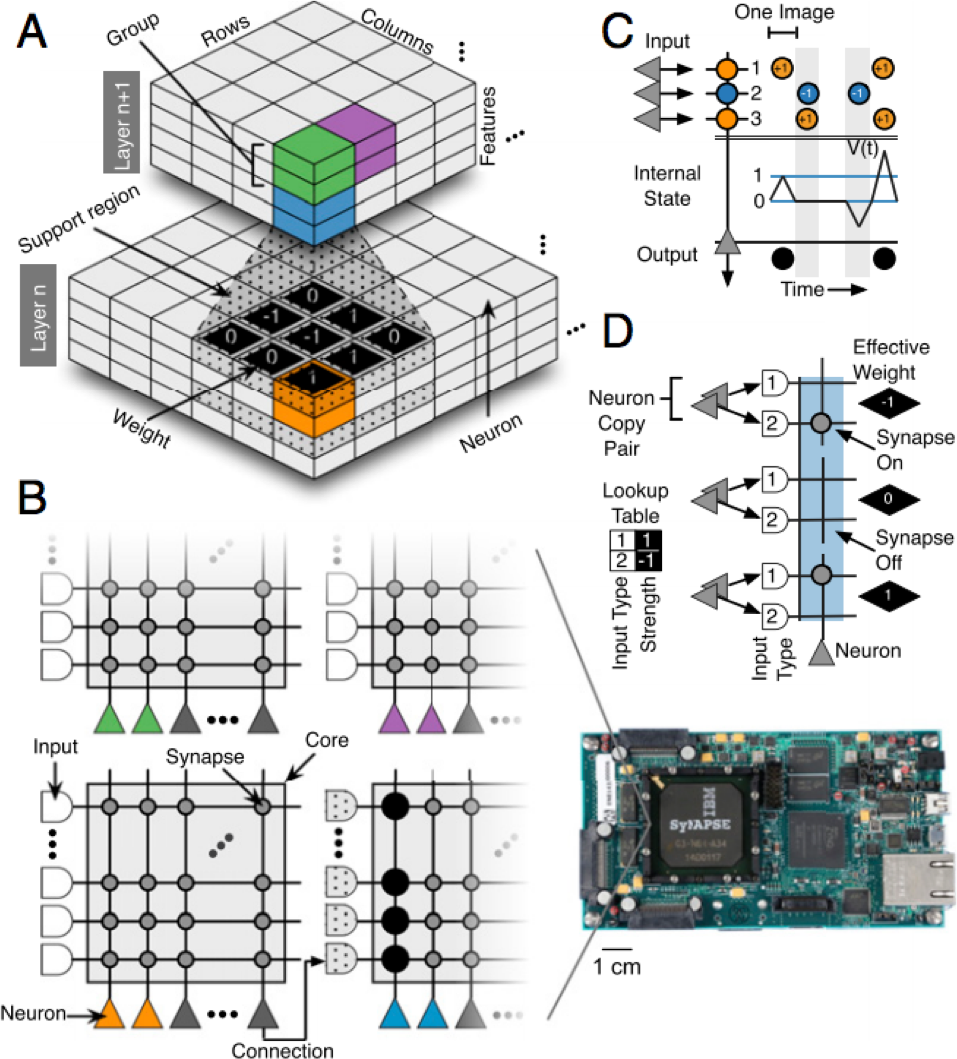 A
Group
Rows
Columns
Layer n+1
Features
Support region
Layer n
0
-1
1
0
-1
0
0
1
1
Weight
Neuron
B
Input
Synapse
Core
Neuron
Connection
C
One Image
Input
1
+1
+1
2
-1
-1
3
+1
+1
V(t)
Internal
State
1
0
Output
Time
D
Neuron
Copy
Pair
1
2
Effective
Weight
-1
Synapse
On
Lookup
Table
1 1
2 -1
Input Type
Strength
1
2
0
Synapse
Off
1
2
1
Input
Type
Neuron
IBM
SyNAPSE
1 cm